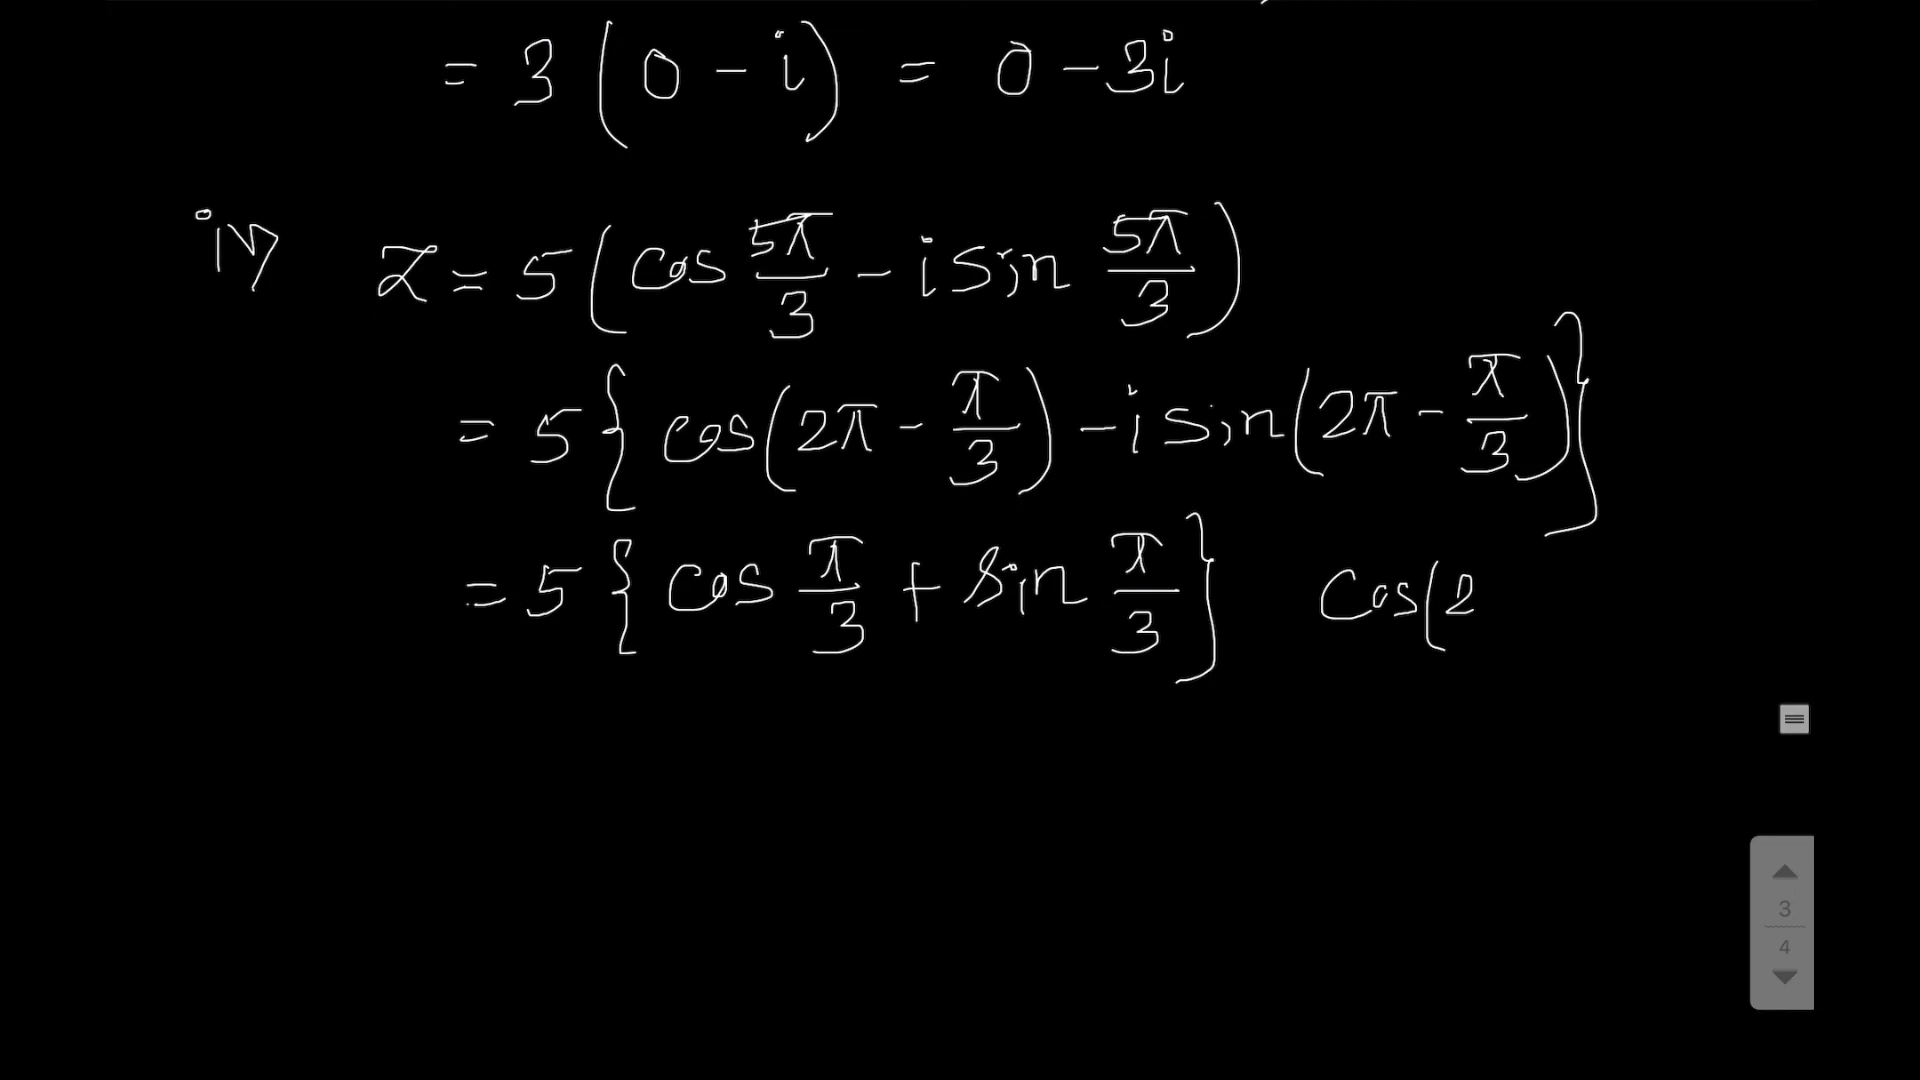 = 3 (0 - i) = 0 - 3i
iv) Z = 5 (cos 5π/3 - i sin 5π/3)
= 5 { cos(2π - π/3) - i sin(2π - π/3) }
= 5 { cos π/3 + sin π/3 } cos(2
3
4